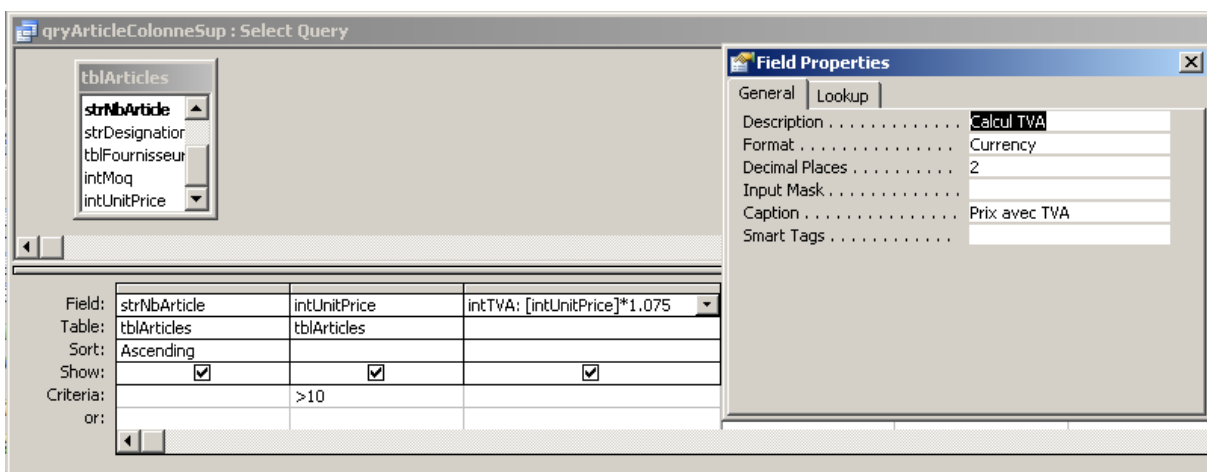 qryArticleColonneSup : Select Query
tblArticles
strNbArticle
strDesignation
tblFournisseur
intMoq
intUnitPrice
Field Properties
General Lookup
Description . . . . . . . . . . . . . Calcul TVA
Format . . . . . . . . . . . . . . . Currency
Decimal Places . . . . . . . . . . 2
Input Mask . . . . . . . . . . . . .
Caption . . . . . . . . . . . . . . . Prix avec TVA
Smart Tags . . . . . . . . . . . .
Field: strNbArticle intUnitPrice intTVA: [intUnitPrice]*1.075
Table: tblArticles tblArticles
Sort: Ascending
Show:
Criteria: >10
or: